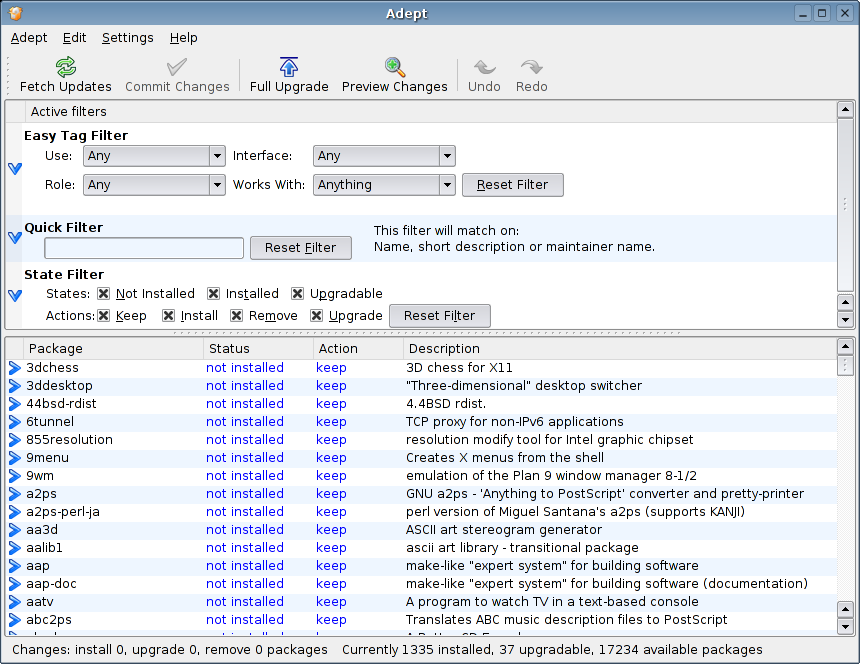 Adept
Adept Edit Settings Help
Fetch Updates Commit Changes Full Upgrade Preview Changes Undo Redo
Active filters
Easy Tag Filter
Use: Any Interface: Any
Role: Any Works With: Anything Reset Filter
Quick Filter
This filter will match on:
Reset Filter
Name, short description or maintainer name.
State Filter
States: Not Installed Installed Upgradable
Actions: Keep Install Remove Upgrade Reset Filter
Package Status Action Description
3dchess not installed keep 3D chess for X11
3ddesktop not installed keep "Three-dimensional" desktop switcher
44bsd-rdist not installed keep 4.4BSD rdist.
6tunnel not installed keep TCP proxy for non-IPv6 applications
855resolution not installed keep resolution modify tool for Intel graphic chipset
9menu not installed keep Creates X menus from the shell
9wm not installed keep emulation of the Plan 9 window manager 8-1/2
a2ps not installed keep GNU a2ps - 'Anything to PostScript' converter and pretty-printer
a2ps-perl-ja not installed keep perl version of Miguel Santana's a2ps (supports KANJI)
aa3d not installed keep ASCII art stereogram generator
aalib1 not installed keep ascii art library - transitional package
aap not installed keep make-like "expert system" for building software
aap-doc not installed keep make-like "expert system" for building software (documentation)
aatv not installed keep A program to watch TV in a text-based console
abc2ps not installed keep Translates ABC music description files to PostScript
Changes: install 0, upgrade 0, remove 0 packages Currently 1335 installed, 37 upgradable, 17234 available packages